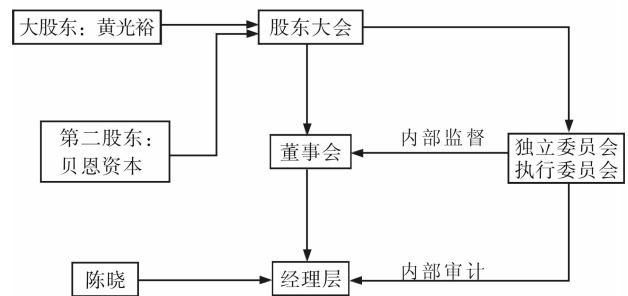 大股东：黄光裕
股东大会
第二股东：
贝恩资本
董事会
内部监督
独立委员会
执行委员会
陈晓
经理层
内部审计